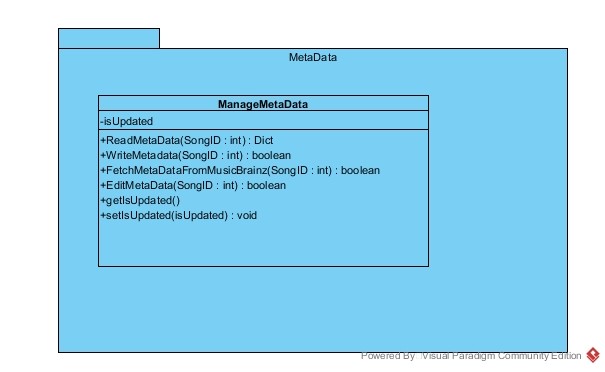 MetaData
ManageMetaData
-isUpdated
+ReadMetaData(SongID : int) : Dict
+WriteMetadata(SongID : int) : boolean
+FetchMetaDataFromMusicBrainz(SongID : int) : boolean
+EditMetaData(SongID : int) : boolean
+getIsUpdated()
+setIsUpdated(isUpdated) : void
Powered By Visual Paradigm Community Edition